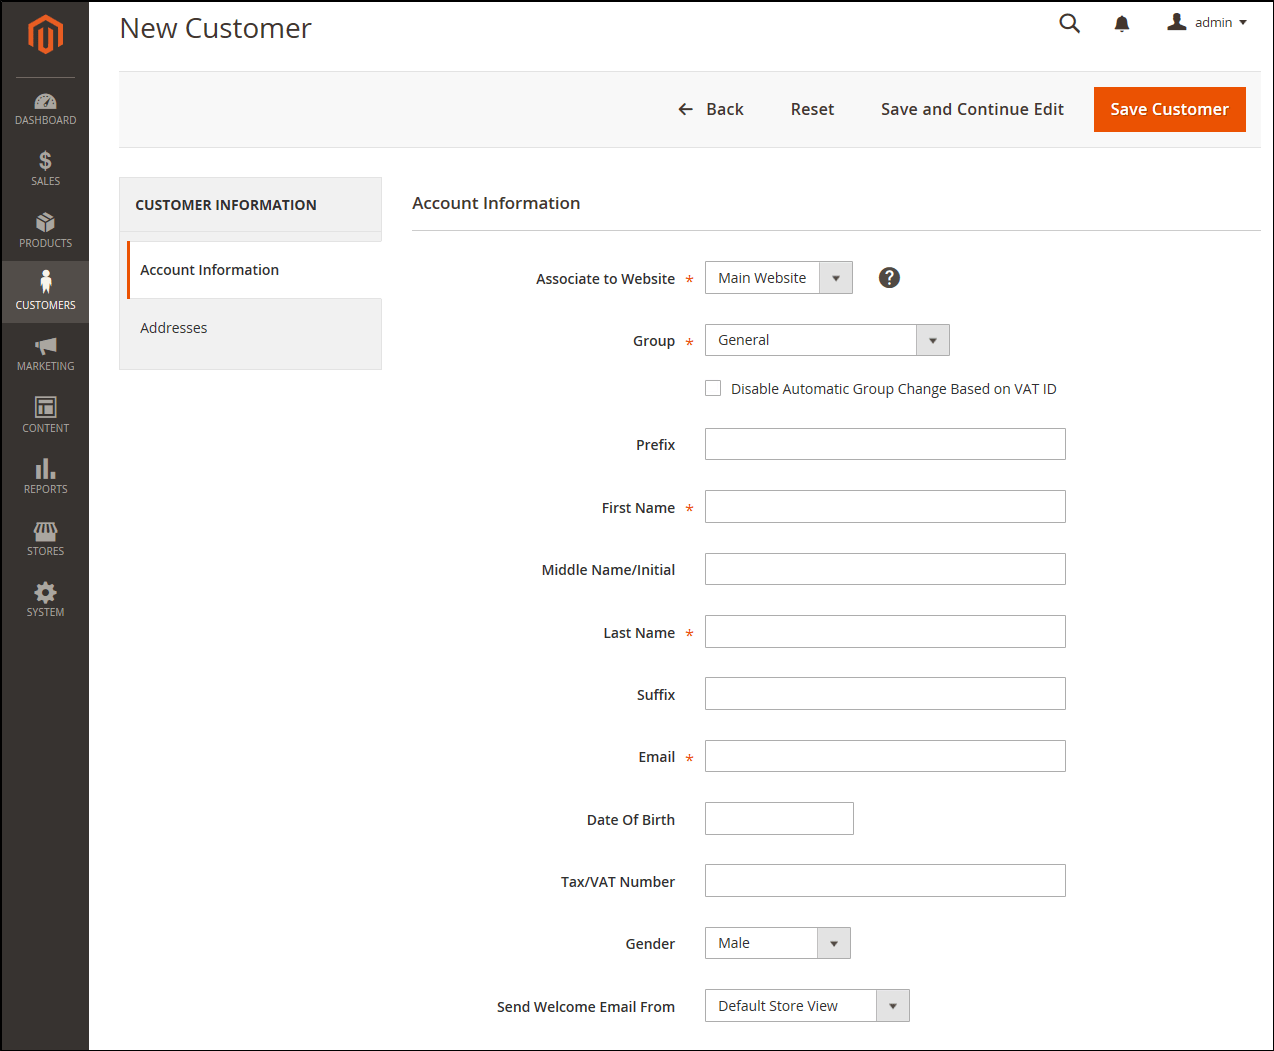 New Customer
admin
DASHBOARD
SALES
PRODUCTS
CUSTOMERS
MARKETING
CONTENT
REPORTS
STORES
SYSTEM
Back Reset Save and Continue Edit Save Customer
CUSTOMER INFORMATION
Account Information
Addresses
Account Information
Associate to Website * Main Website ?
Group * General
Disable Automatic Group Change Based on VAT ID
Prefix
First Name *
Middle Name/Initial
Last Name *
Suffix
Email *
Date Of Birth
Tax/VAT Number
Gender Male
Send Welcome Email From Default Store View